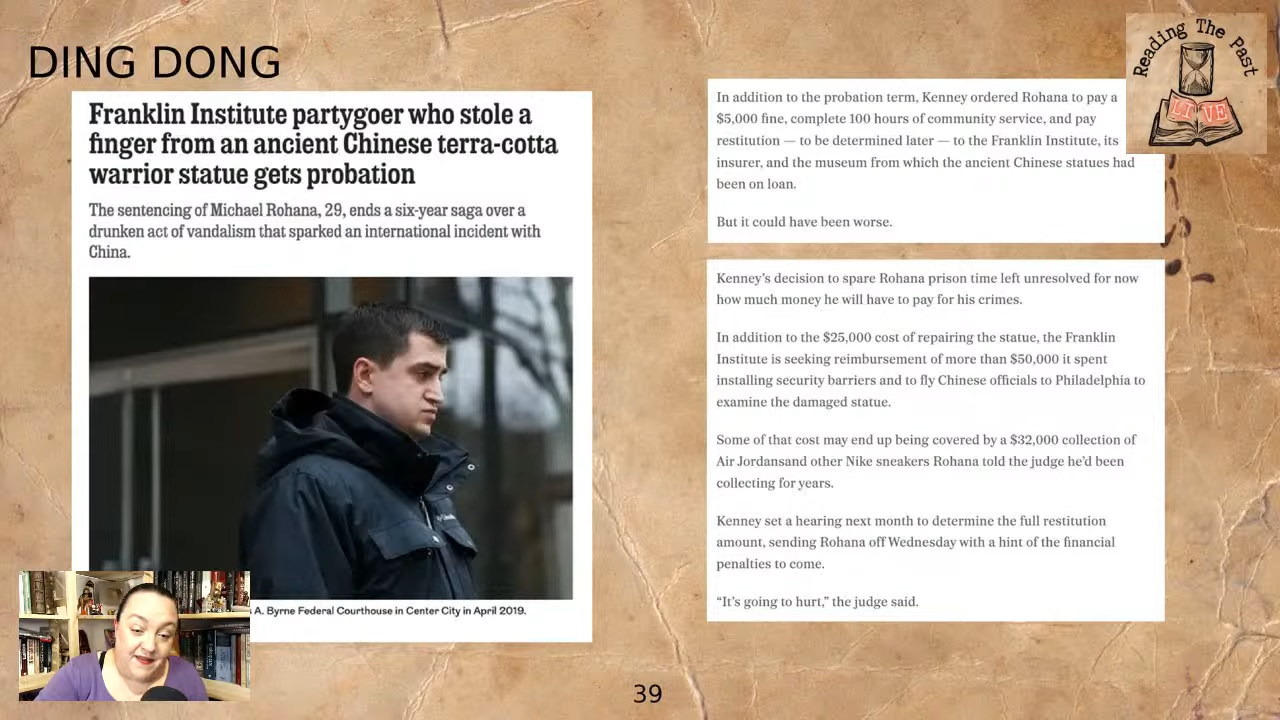 DING DONG
Franklin Institute partygoer who stole a
finger from an ancient Chinese terra-cotta
warrior statue gets probation
The sentencing of Michael Rohana, 29, ends a six-year saga over a
drunken act of vandalism that sparked an international incident with
China.
A. Byrne Federal Courthouse in Center City in April 2019.
In addition to the probation term, Kenney ordered Rohana to pay a
$5,000 fine, complete 100 hours of community service, and pay
restitution — to be determined later — to the Franklin Institute, its
insurer, and the museum from which the ancient Chinese statues had
been on loan.
But it could have been worse.
Kenney’s decision to spare Rohana prison time left unresolved for now
how much money he will have to pay for his crimes.
In addition to the $25,000 cost of repairing the statue, the Franklin
Institute is seeking reimbursement of more than $50,000 it spent
installing security barriers and to fly Chinese officials to Philadelphia to
examine the damaged statue.
Some of that cost may end up being covered by a $32,000 collection of
Air Jordansand other Nike sneakers Rohana told the judge he’d been
collecting for years.
Kenney set a hearing next month to determine the full restitution
amount, sending Rohana off Wednesday with a hint of the financial
penalties to come.
“It’s going to hurt,” the judge said.
Reading The Past
LIVE
39